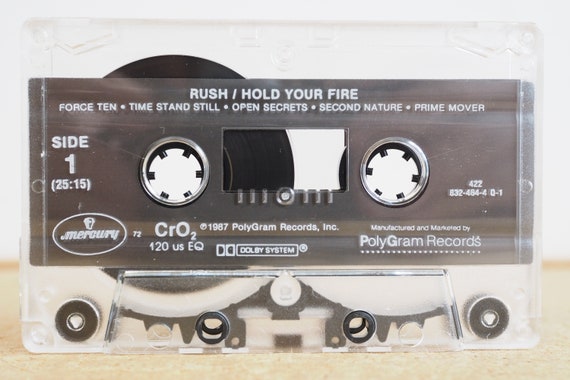 RUSH / HOLD YOUR FIRE
FORCE TEN • TIME STAND STILL • OPEN SECRETS • SECOND NATURE • PRIME MOVER
SIDE
1
(25:15)
422
832-464-4 Q-1
mercury
72
CrO2
120 us EQ
℗1987 PolyGram Records, Inc.
DOLBY SYSTEM®
Manufactured and Marketed by
PolyGram Records